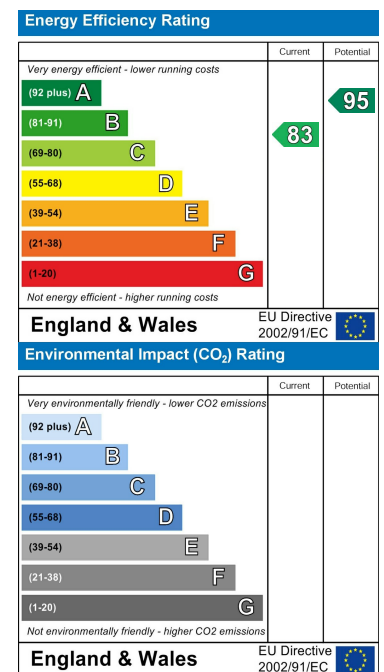 Energy Efficiency Rating
Current Potential
Very energy efficient - lower running costs
(92 plus) A
95
(81-91) B
83
(69-80) C
(55-68) D
(39-54) E
(21-38) F
(1-20) G
Not energy efficient - higher running costs
England & Wales
EU Directive
2002/91/EC
Environmental Impact (CO₂) Rating
Current Potential
Very environmentally friendly - lower CO2 emissions
(92 plus) A
(81-91) B
(69-80) C
(55-68) D
(39-54) E
(21-38) F
(1-20) G
Not environmentally friendly - higher CO2 emissions
England & Wales
EU Directive
2002/91/EC